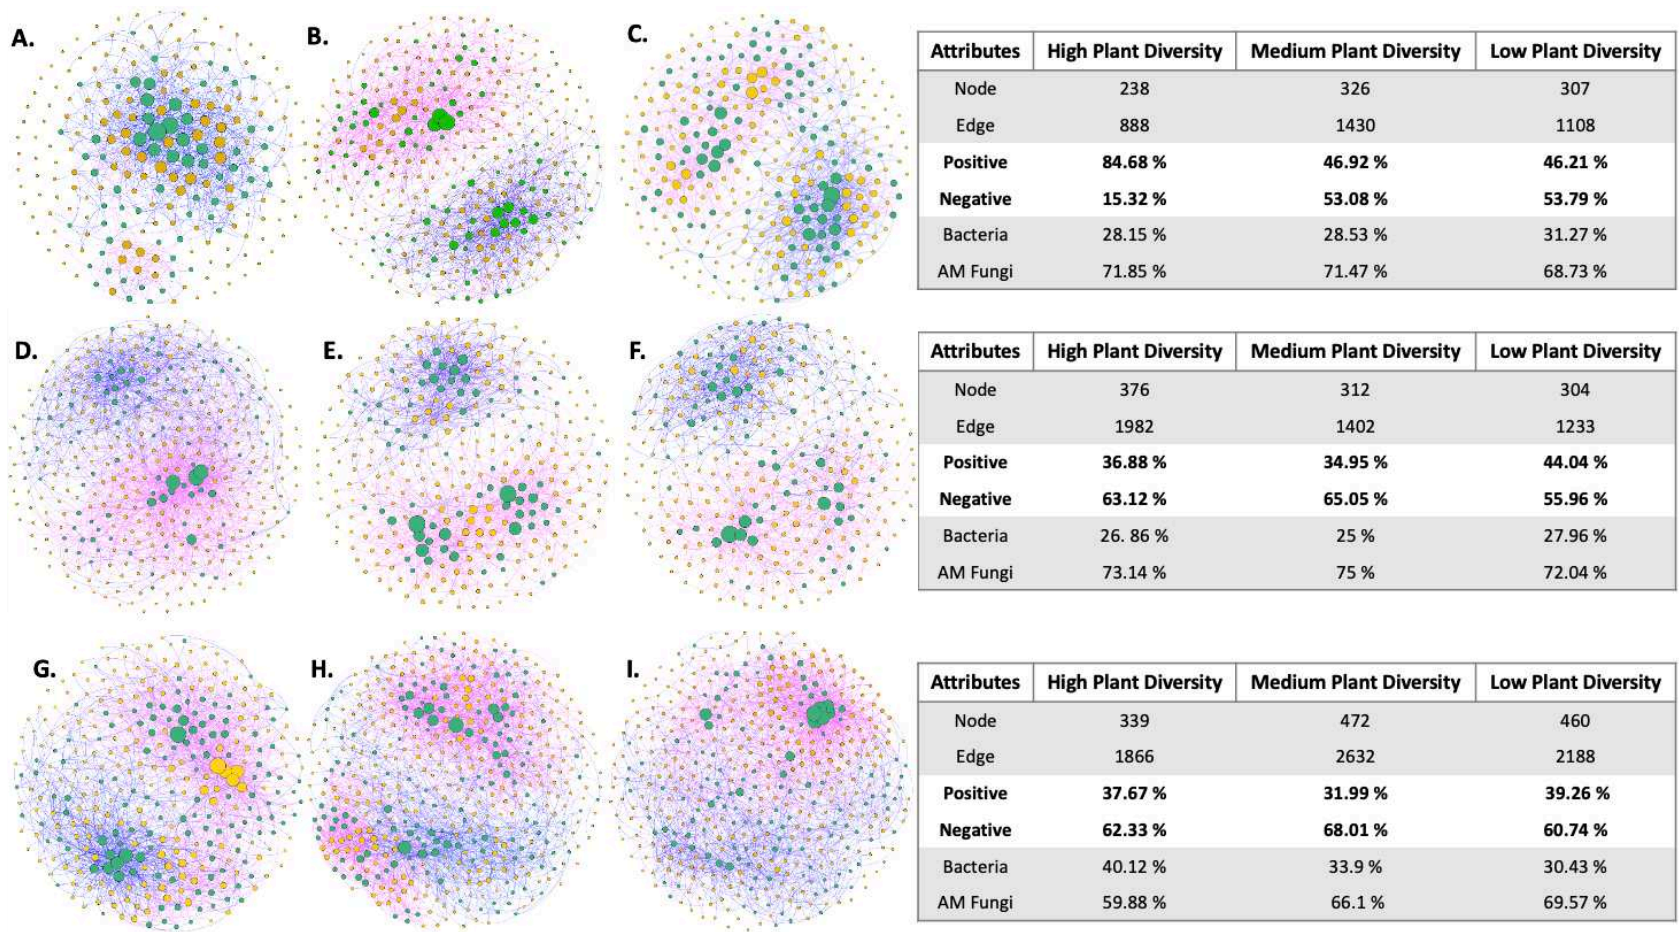 A.
B.
C.
Attributes High Plant Diversity Medium Plant Diversity Low Plant Diversity
Node 238 326 307
Edge 888 1430 1108
Positive 84.68 % 46.92 % 46.21 %
Negative 15.32 % 53.08 % 53.79 %
Bacteria 28.15 % 28.53 % 31.27 %
AM Fungi 71.85 % 71.47 % 68.73 %
D.
E.
F.
Attributes High Plant Diversity Medium Plant Diversity Low Plant Diversity
Node 376 312 304
Edge 1982 1402 1233
Positive 36.88 % 34.95 % 44.04 %
Negative 63.12 % 65.05 % 55.96 %
Bacteria 26. 86 % 25 % 27.96 %
AM Fungi 73.14 % 75 % 72.04 %
G.
H.
I.
Attributes High Plant Diversity Medium Plant Diversity Low Plant Diversity
Node 339 472 460
Edge 1866 2632 2188
Positive 37.67 % 31.99 % 39.26 %
Negative 62.33 % 68.01 % 60.74 %
Bacteria 40.12 % 33.9 % 30.43 %
AM Fungi 59.88 % 66.1 % 69.57 %